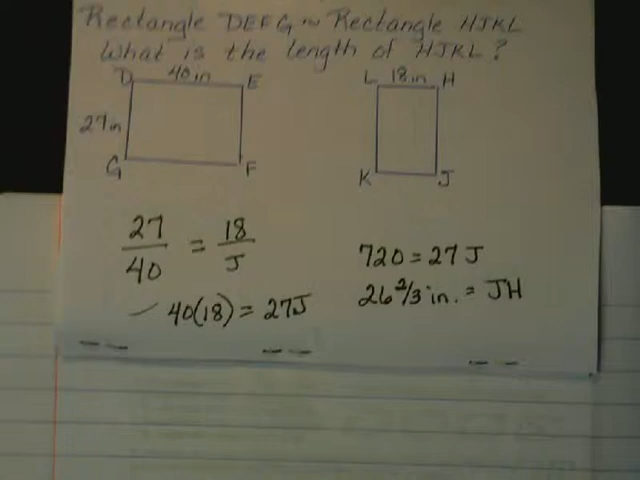 Rectangle DEFG ~ Rectangle HJKL
What is the length of HJKL?
D 40 in E
27 in
G F
L 18 in H
K J
27/40 = 18/J
40(18) = 27J
720 = 27J
26 2/3 in. = JH